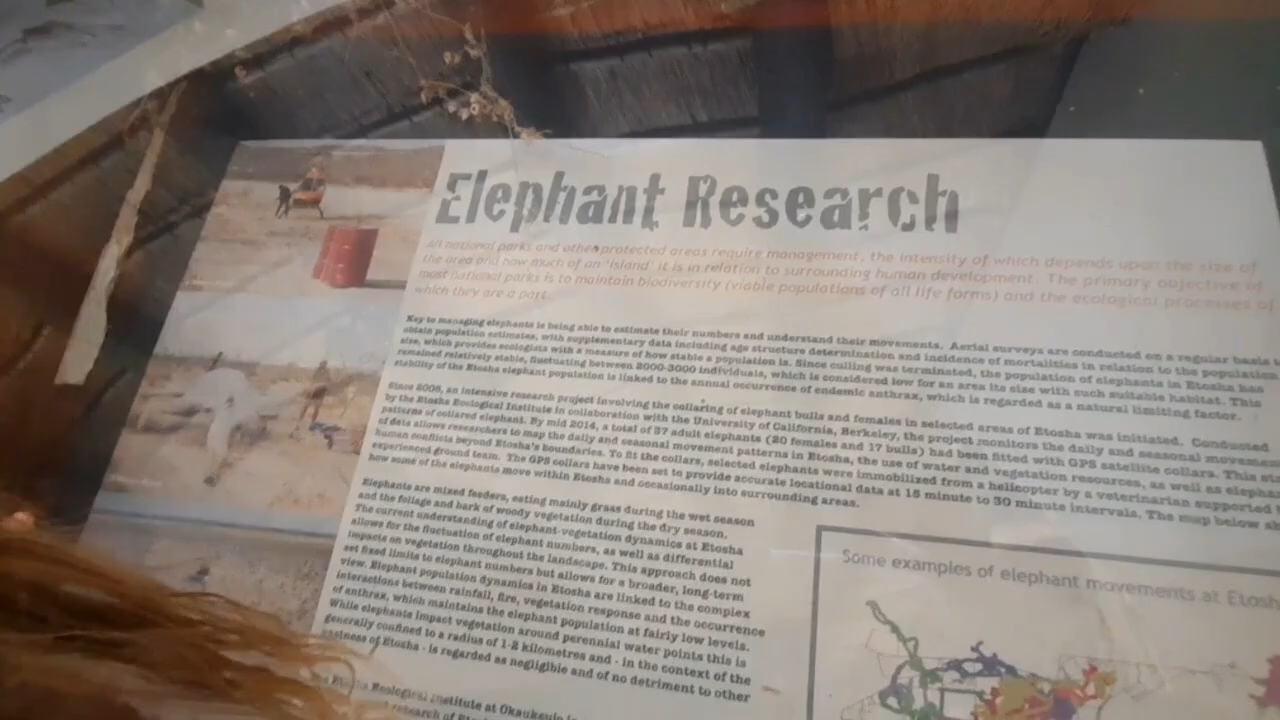 Elephant Research
All national parks and other protected areas require management, the intensity of which depends upon the size of
the area and how much of an 'island' it is in relation to surrounding human development. The primary objective of
most national parks is to maintain biodiversity (viable populations of all life forms) and the ecological processes of
which they are a part.
Key to managing elephants is being able to estimate their numbers and understand their movements. Aerial surveys are conducted on a regular basis
obtain population estimates, with supplementary data including age structure determination and incidence of mortalities in relation to the population
size, which provides ecologists with a measure of how stable a population is. Since culling was terminated, the population of elephants in Etosha has
remained relatively stable, fluctuating between 2000-3000 individuals, which is considered low for an area its size with such suitable habitat. This
stability of the Etosha elephant population is linked to the annual occurrence of endemic anthrax, which is regarded as a natural limiting factor.
Since 2008, an intensive research project involving the collaring of elephant bulls and females in selected areas of Etosha was initiated. Conducted
by the Etosha Ecological Institute in collaboration with the University of California, Berkeley, the project monitors the daily and seasonal movement
patterns of collared elephant. By mid 2014, a total of 37 adult elephants (20 females and 17 bulls) had been fitted with GPS satellite collars. This
of data allows researchers to map the daily and seasonal movement patterns in Etosha, the use of water and vegetation resources, as well as
human conflicts beyond Etosha's boundaries. To fit the collars, selected elephants were immobilized from a helicopter by a veterinarian supported
experienced ground team. The GPS collars have been set to provide accurate locational data at 15 minute to 30 minute intervals. The map below
how some of the elephants move within Etosha and occasionally into surrounding areas.
Elephants are mixed feeders, eating mainly grass during the wet season
and the foliage and bark of woody vegetation during the dry season.
The current understanding of elephant-vegetation dynamics at Etosha
allows for the fluctuation of elephant numbers, as well as differential
impacts on vegetation throughout the landscape. This approach does not
set fixed limits to elephant numbers but allows for a broader, long-term
view. Elephant population dynamics in Etosha are linked to the complex
interactions between rainfall, fire, vegetation response and the occurrence
of anthrax, which maintains the elephant population at fairly low levels.
While elephants impact vegetation around perennial water points this is
generally confined to a radius of 1-2 kilometres and - in the context of the
vastness of Etosha - is regarded as negligible and of no detriment to other
Ecological Institute at Okaukuejo
research of
Some examples of elephant movements at Etosh